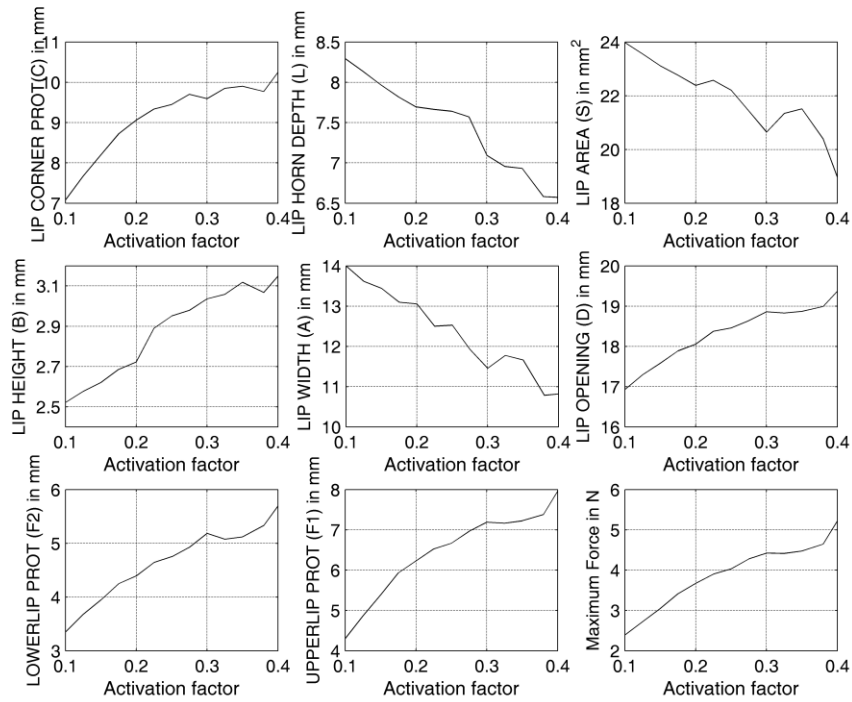 LIP CORNER PROT(C) in mm
11
10
9
8
7
0.1 0.2 0.3 0.4
Activation factor
LIP HORN DEPTH (L) in mm
8.5
8
7.5
7
6.5
0.1 0.2 0.3 0.4
Activation factor
LIP AREA (S) in mm²
24
22
20
18
0.1 0.2 0.3 0.4
Activation factor
LIP HEIGHT (B) in mm
3.1
2.9
2.7
2.5
0.1 0.2 0.3 0.4
Activation factor
LIP WIDTH (A) in mm
14
13
12
11
10
0.1 0.2 0.3 0.4
Activation factor
LIP OPENING (D) in mm
20
19
18
17
16
0.1 0.2 0.3 0.4
Activation factor
LOWERLIP PROT (F2) in mm
6
5
4
3
0.1 0.2 0.3 0.4
Activation factor
UPPERLIP PROT (F1) in mm
8
7
6
5
4
0.1 0.2 0.3 0.4
Activation factor
Maximum Force in N
6
5
4
3
2
0.1 0.2 0.3 0.4
Activation factor